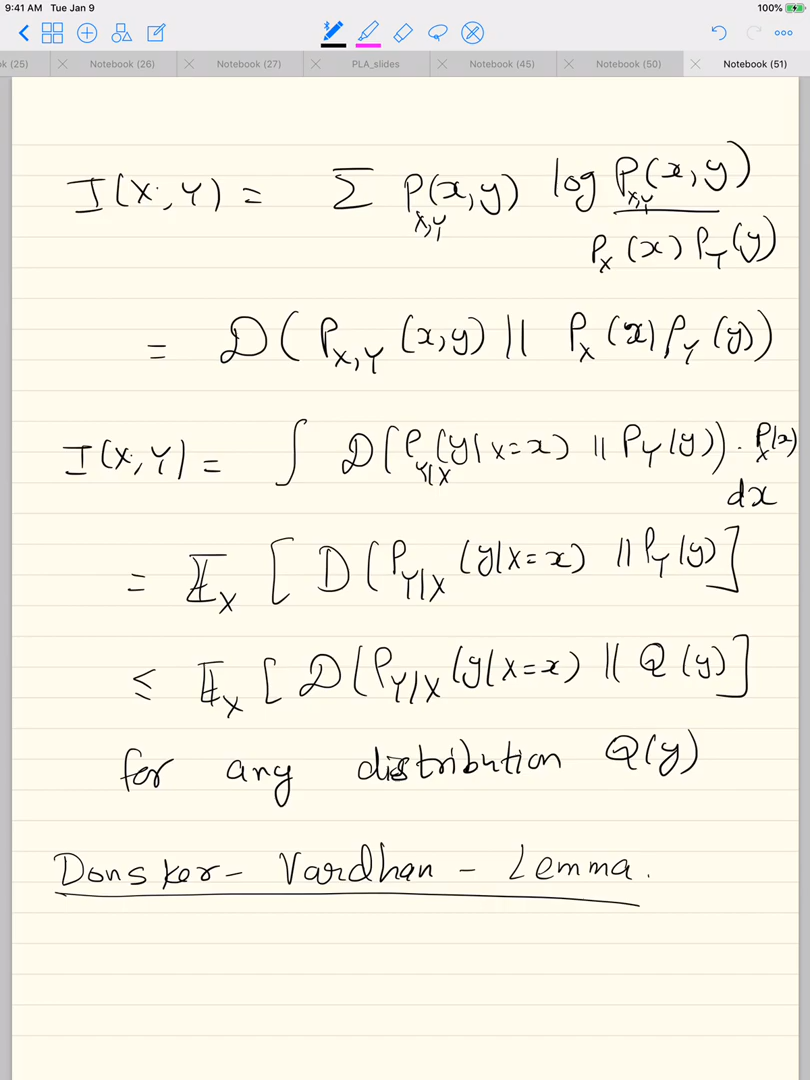 9:41 AM Tue Jan 9 100%
ok (25) Notebook (26) Notebook (27) PLA_slides Notebook (45) Notebook (50) Notebook (51)
I(X;Y) = Σ P_{X,Y}(x,y) log P_{X,Y}(x,y) / P_X(x) P_Y(y)
= D( P_{X,Y}(x,y) || P_X(x) P_Y(y))
I(X,Y) = ∫ D( P_{Y|X}(y|X=x) || P_Y(y)) · P_X(x) dx
= E_X [ D( P_{Y|X}(y|X=x) || P_Y(y) ]
≤ E_X [ D( P_{Y|X}(y|X=x) || Q(y) ]
for any distribution Q(y)
Donsker- Vardhan - Lemma.